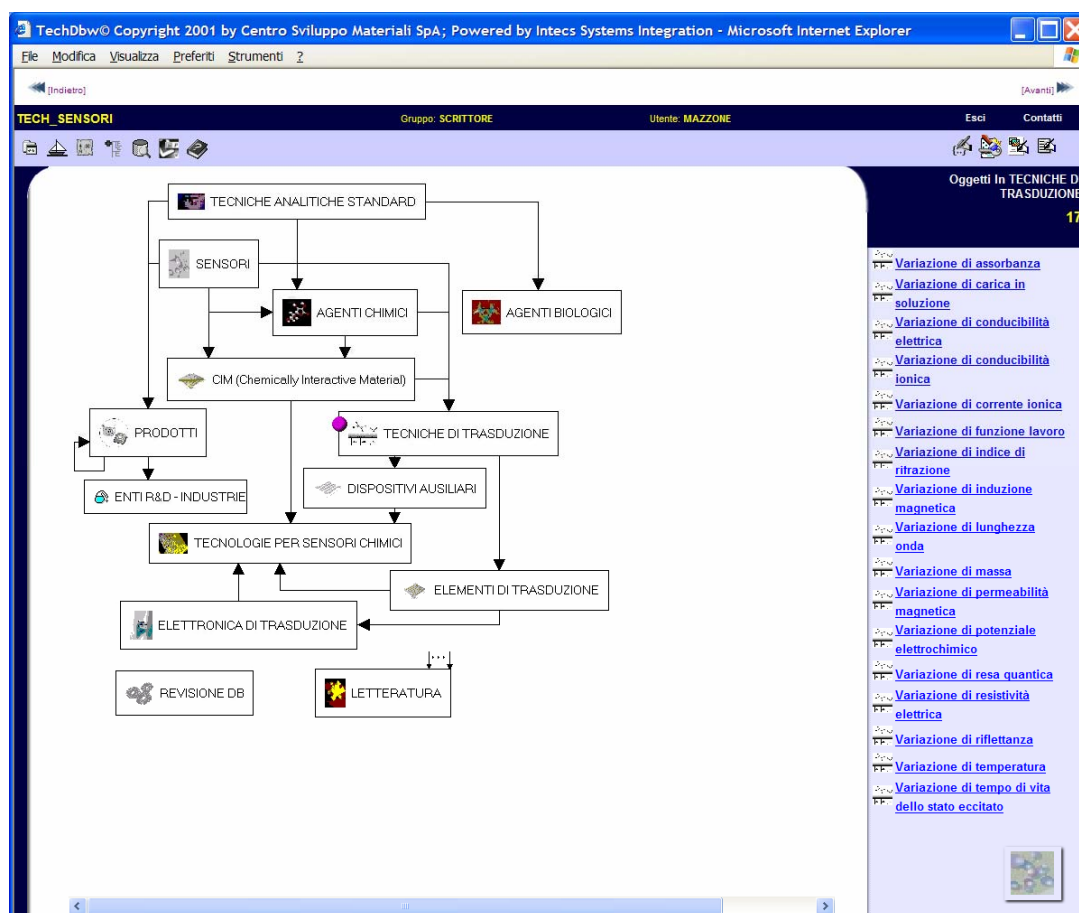 TechDbw© Copyright 2001 by Centro Sviluppo Materiali SpA; Powered by Intecs Systems Integration - Microsoft Internet Explorer
File Modifica Visualizza Preferiti Strumenti ?
[Indietro] [Avanti]
TECH_SENSORI Gruppo: SCRITTORE Utente: MAZZONE Esci Contatti
TECNICHE ANALITICHE STANDARD
SENSORI
AGENTI CHIMICI
AGENTI BIOLOGICI
CIM (Chemically Interactive Material)
PRODOTTI
TECNICHE DI TRASDUZIONE
ENTI R&D - INDUSTRIE
DISPOSITIVI AUSILIARI
TECNOLOGIE PER SENSORI CHIMICI
ELEMENTI DI TRASDUZIONE
ELETTRONICA DI TRASDUZIONE
...
REVISIONE DB
LETTERATURA
Oggetti In TECNICHE D
TRASDUZIONE
17
Variazione di assorbanza
Variazione di carica in
soluzione
Variazione di conducibilità
elettrica
Variazione di conducibilità
ionica
Variazione di corrente ionica
Variazione di funzione lavoro
Variazione di indice di
rifrazione
Variazione di induzione
magnetica
Variazione di lunghezza
onda
Variazione di massa
Variazione di permeabilità
magnetica
Variazione di potenziale
elettrochimico
Variazione di resa quantica
Variazione di resistività
elettrica
Variazione di riflettanza
Variazione di temperatura
Variazione di tempo di vita
dello stato eccitato